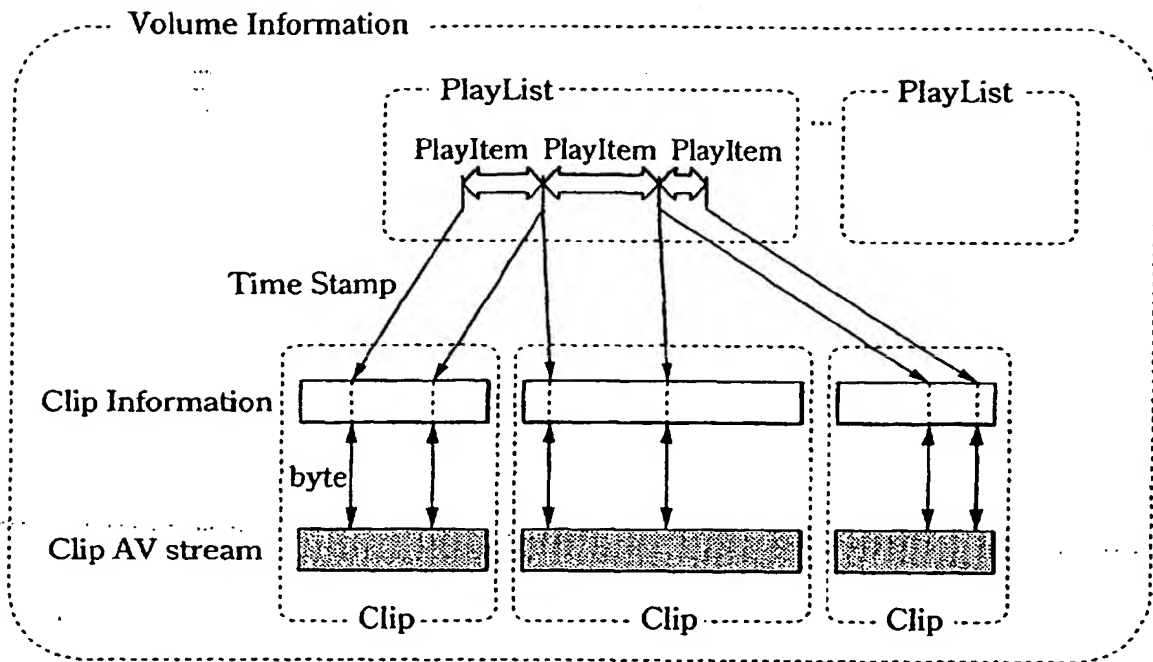 Volume Information
PlayList
...
PlayList
PlayItem PlayItem PlayItem
Time Stamp
Clip Information
byte
Clip AV stream
Clip
Clip
Clip